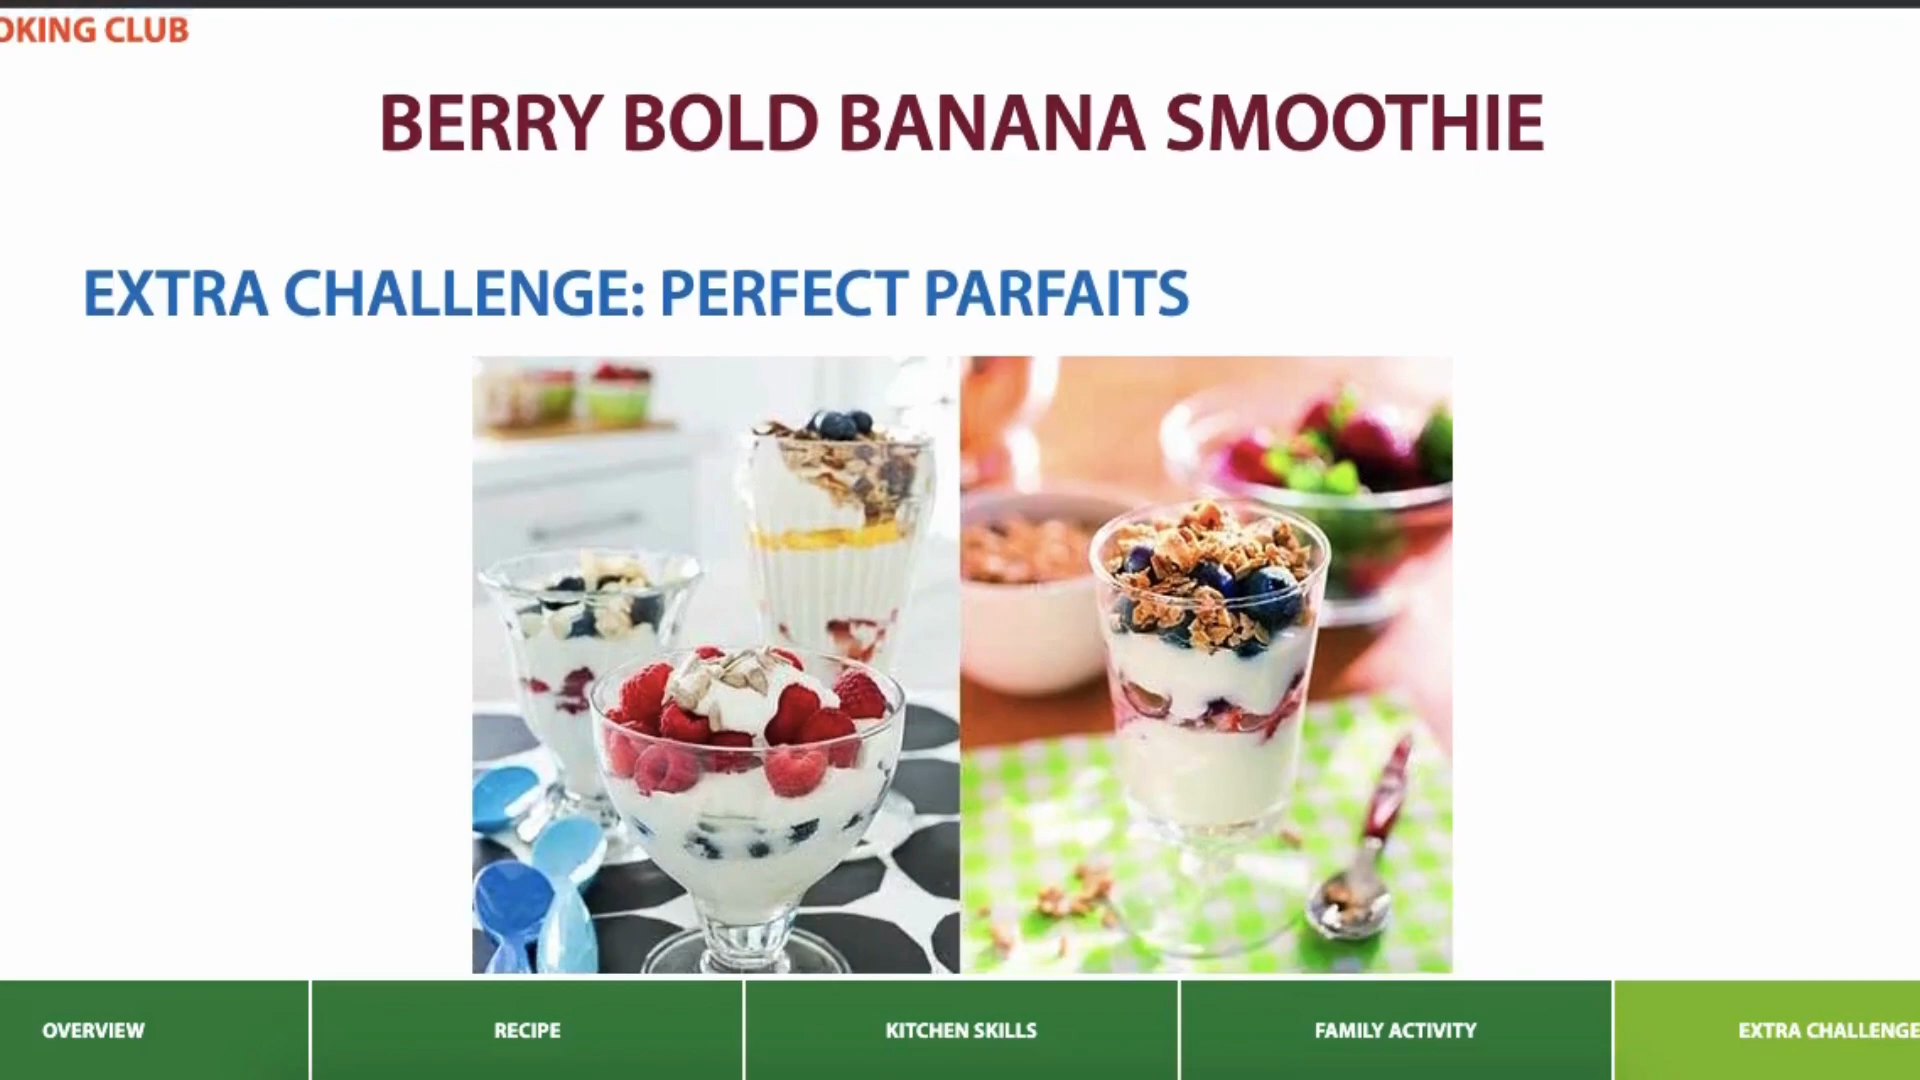 OKING CLUB
BERRY BOLD BANANA SMOOTHIE
EXTRA CHALLENGE: PERFECT PARFAITS
OVERVIEW
RECIPE
KITCHEN SKILLS
FAMILY ACTIVITY
EXTRA CHALLENGE